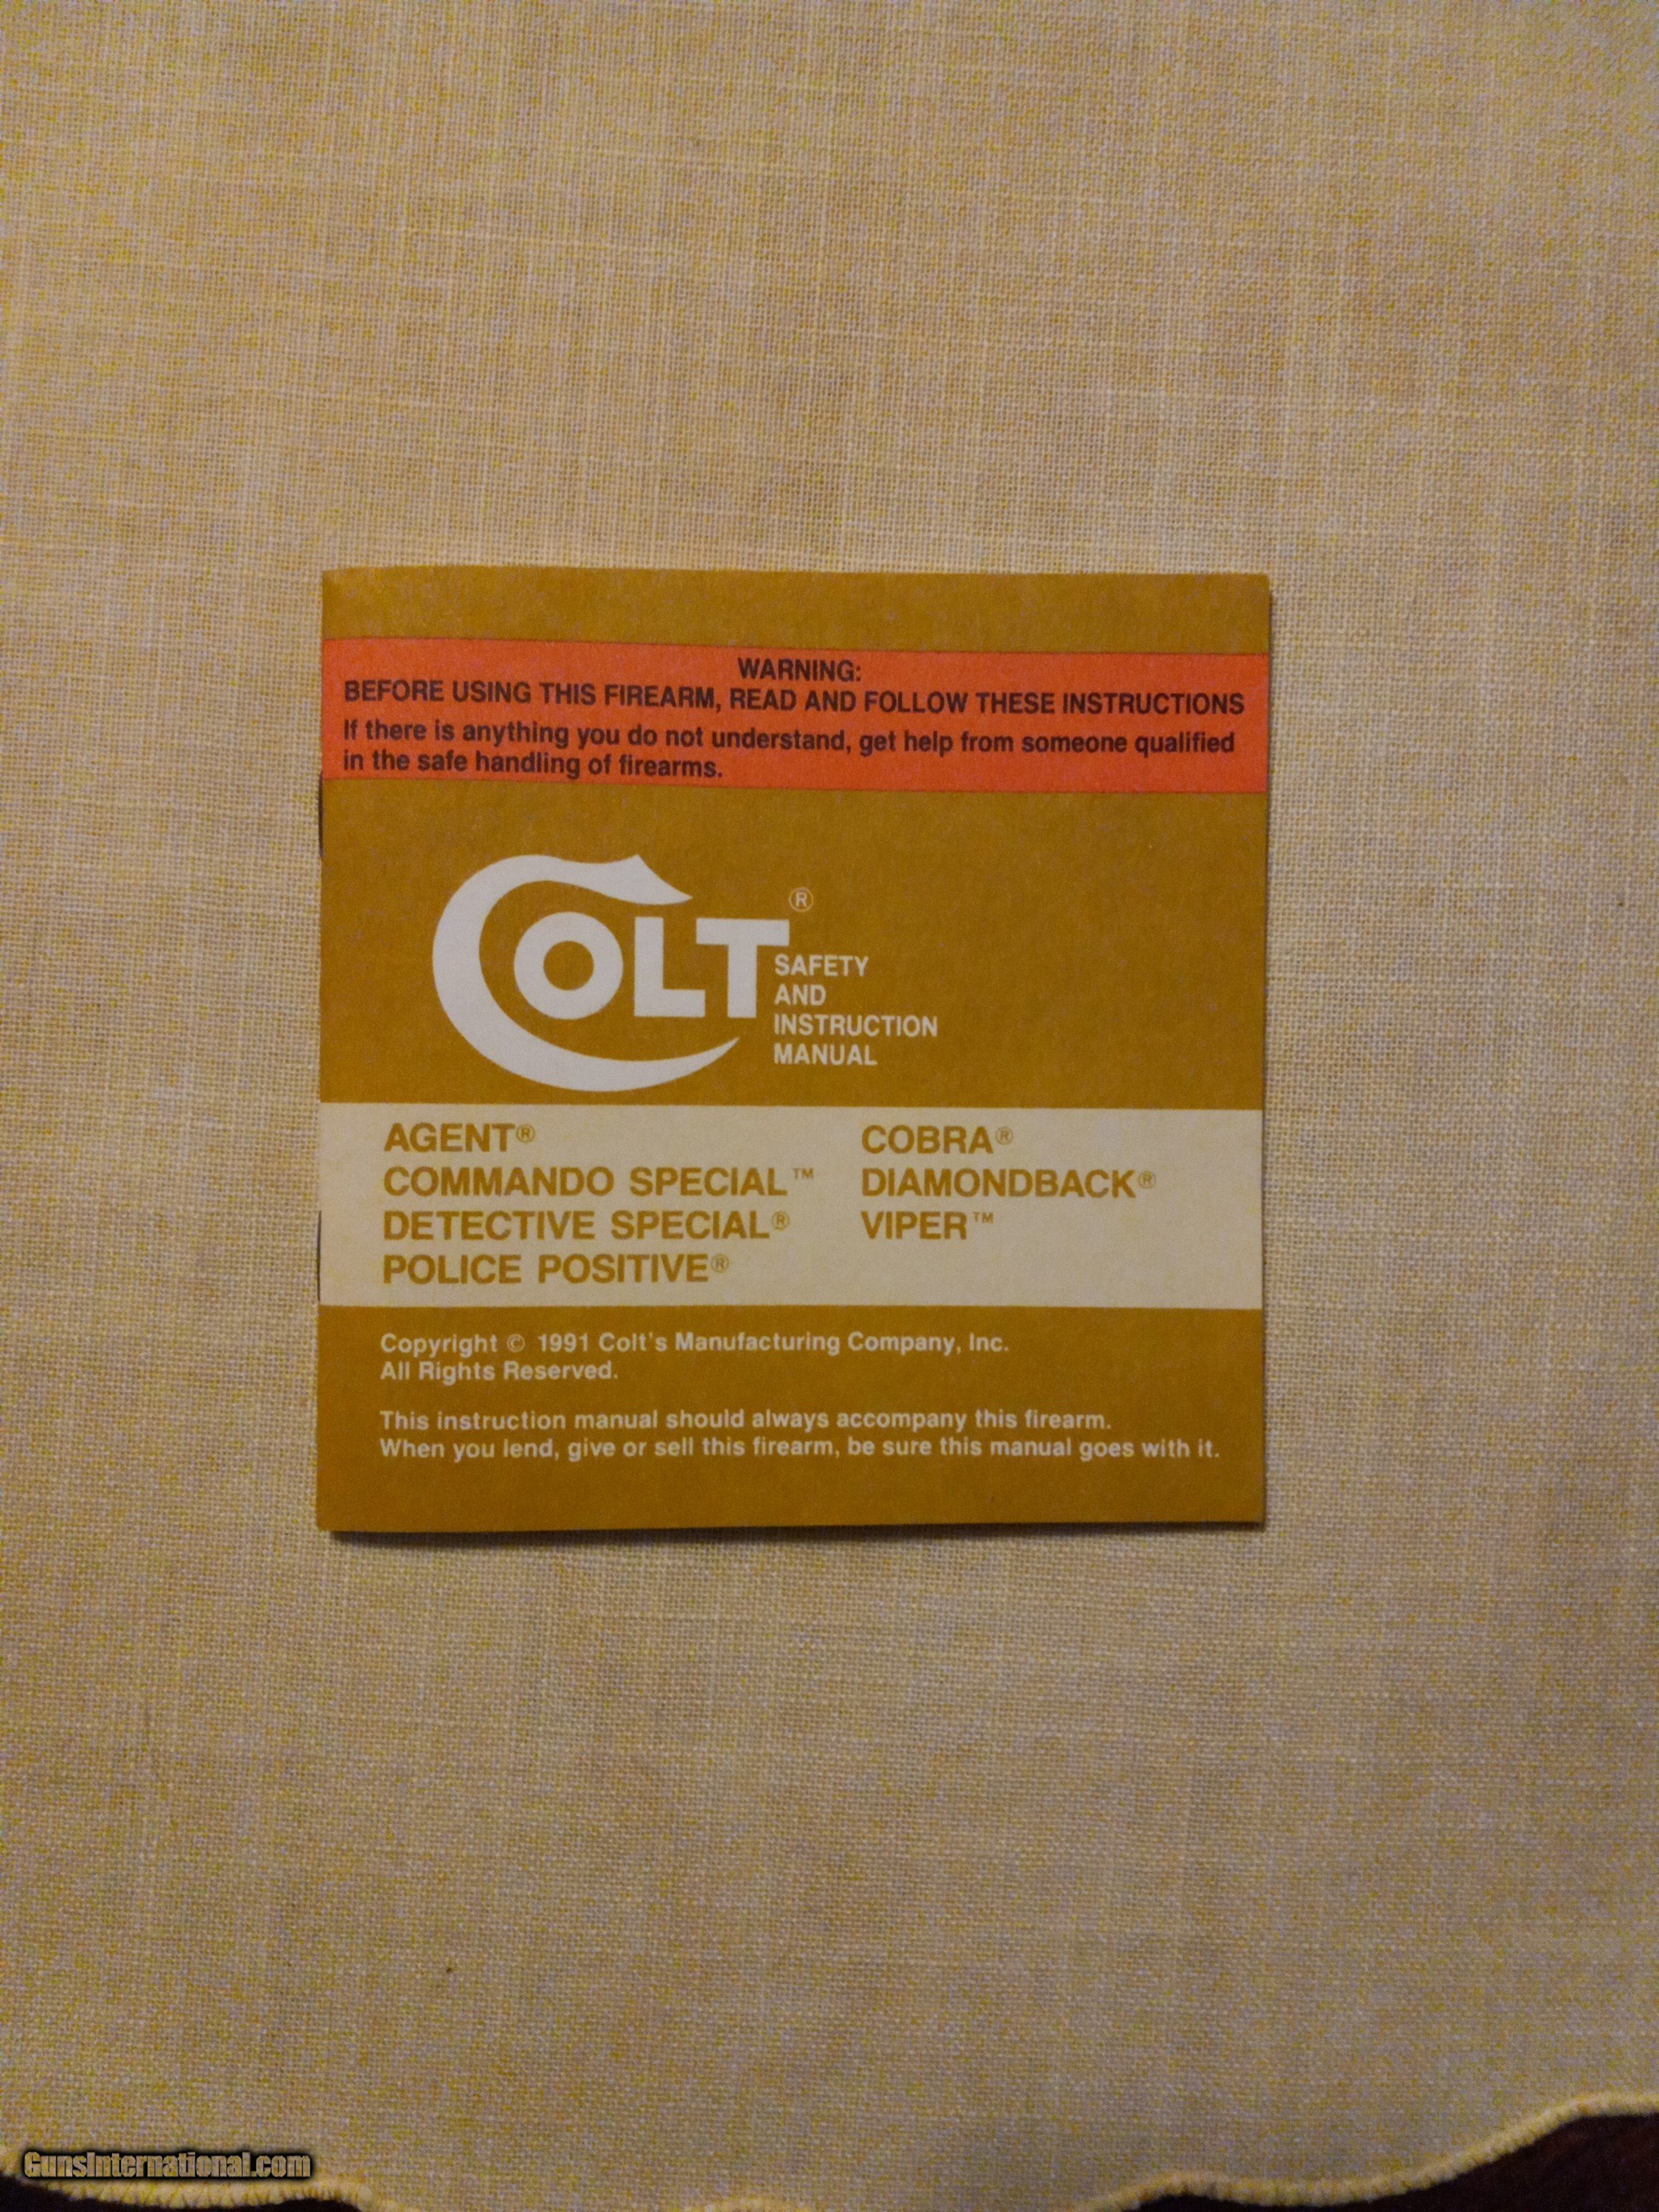 WARNING:
BEFORE USING THIS FIREARM, READ AND FOLLOW THESE INSTRUCTIONS
If there is anything you do not understand, get help from someone qualified
in the safe handling of firearms.
COLT®
SAFETY
AND
INSTRUCTION
MANUAL
AGENT®
COMMANDO SPECIAL™
DETECTIVE SPECIAL®
POLICE POSITIVE®
COBRA®
DIAMONDBACK®
VIPER™
Copyright © 1991 Colt's Manufacturing Company, Inc.
All Rights Reserved.
This instruction manual should always accompany this firearm.
When you lend, give or sell this firearm, be sure this manual goes with it.
GunsInternational.com